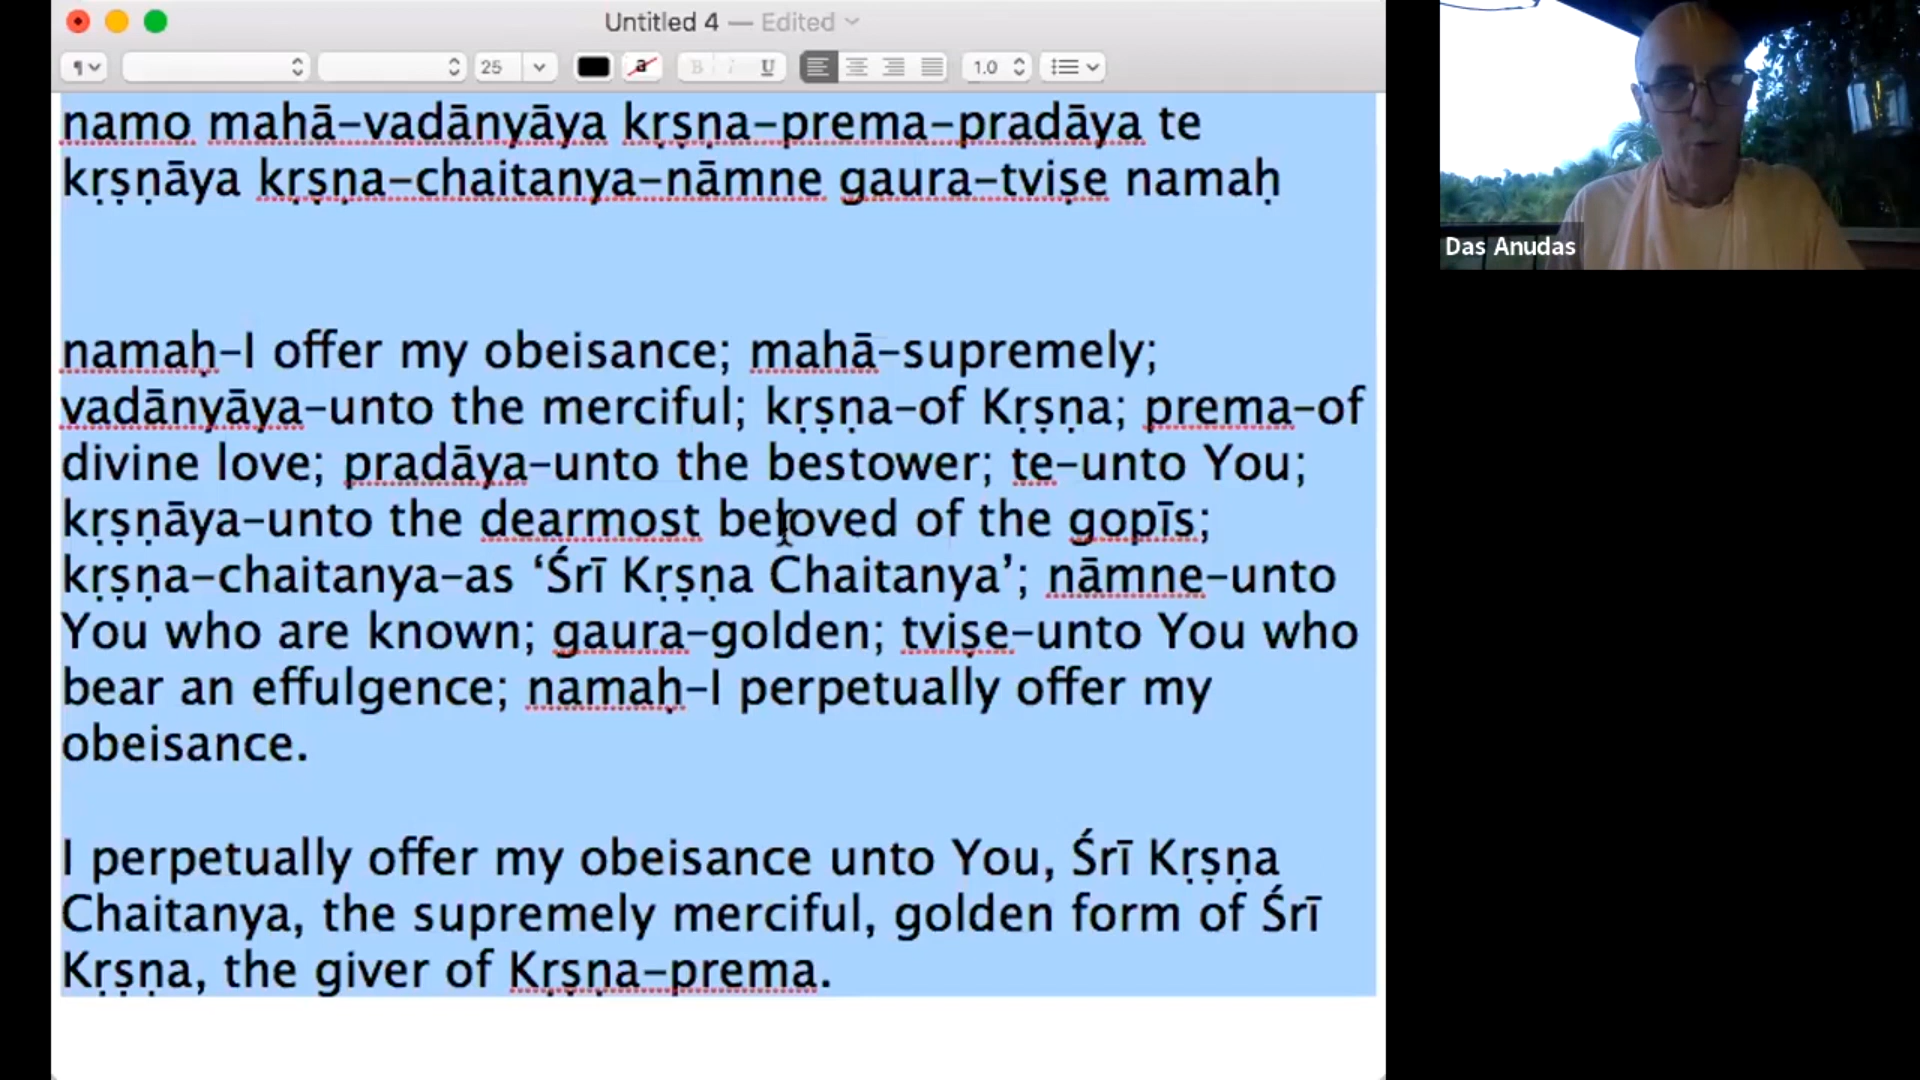 Untitled 4 — Edited
25
a
B I U
1.0
namo mahā–vadānyāya kṛṣṇa–prema–pradāya te
kṛṣṇāya kṛṣṇa–chaitanya–nāmne gaura–tviṣe namaḥ
namaḥ–I offer my obeisance; mahā–supremely;
vadānyāya–unto the merciful; kṛṣṇa–of Kṛṣṇa; prema–of
divine love; pradāya–unto the bestower; te–unto You;
kṛṣṇāya–unto the dearmost beloved of the gopīs;
kṛṣṇa–chaitanya–as ‘Śrī Kṛṣṇa Chaitanya’; nāmne–unto
You who are known; gaura–golden; tviṣe–unto You who
bear an effulgence; namaḥ–I perpetually offer my
obeisance.
I perpetually offer my obeisance unto You, Śrī Kṛṣṇa
Chaitanya, the supremely merciful, golden form of Śrī
Kṛṣṇa, the giver of Kṛṣṇa–prema.
Das Anudas